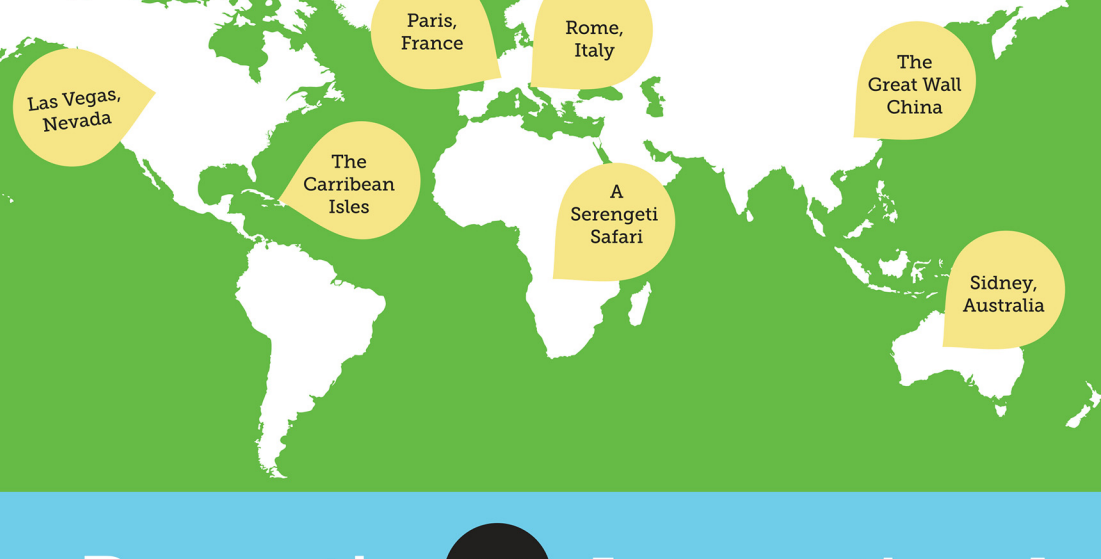 Paris,
France
Rome,
Italy
The
Great Wall
China
Las Vegas,
Nevada
The
Carribean
Isles
A
Serengeti
Safari
Sidney,
Australia